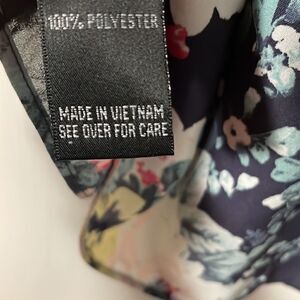 100% POLYESTER
MADE IN VIETNAM
SEE OVER FOR CARE